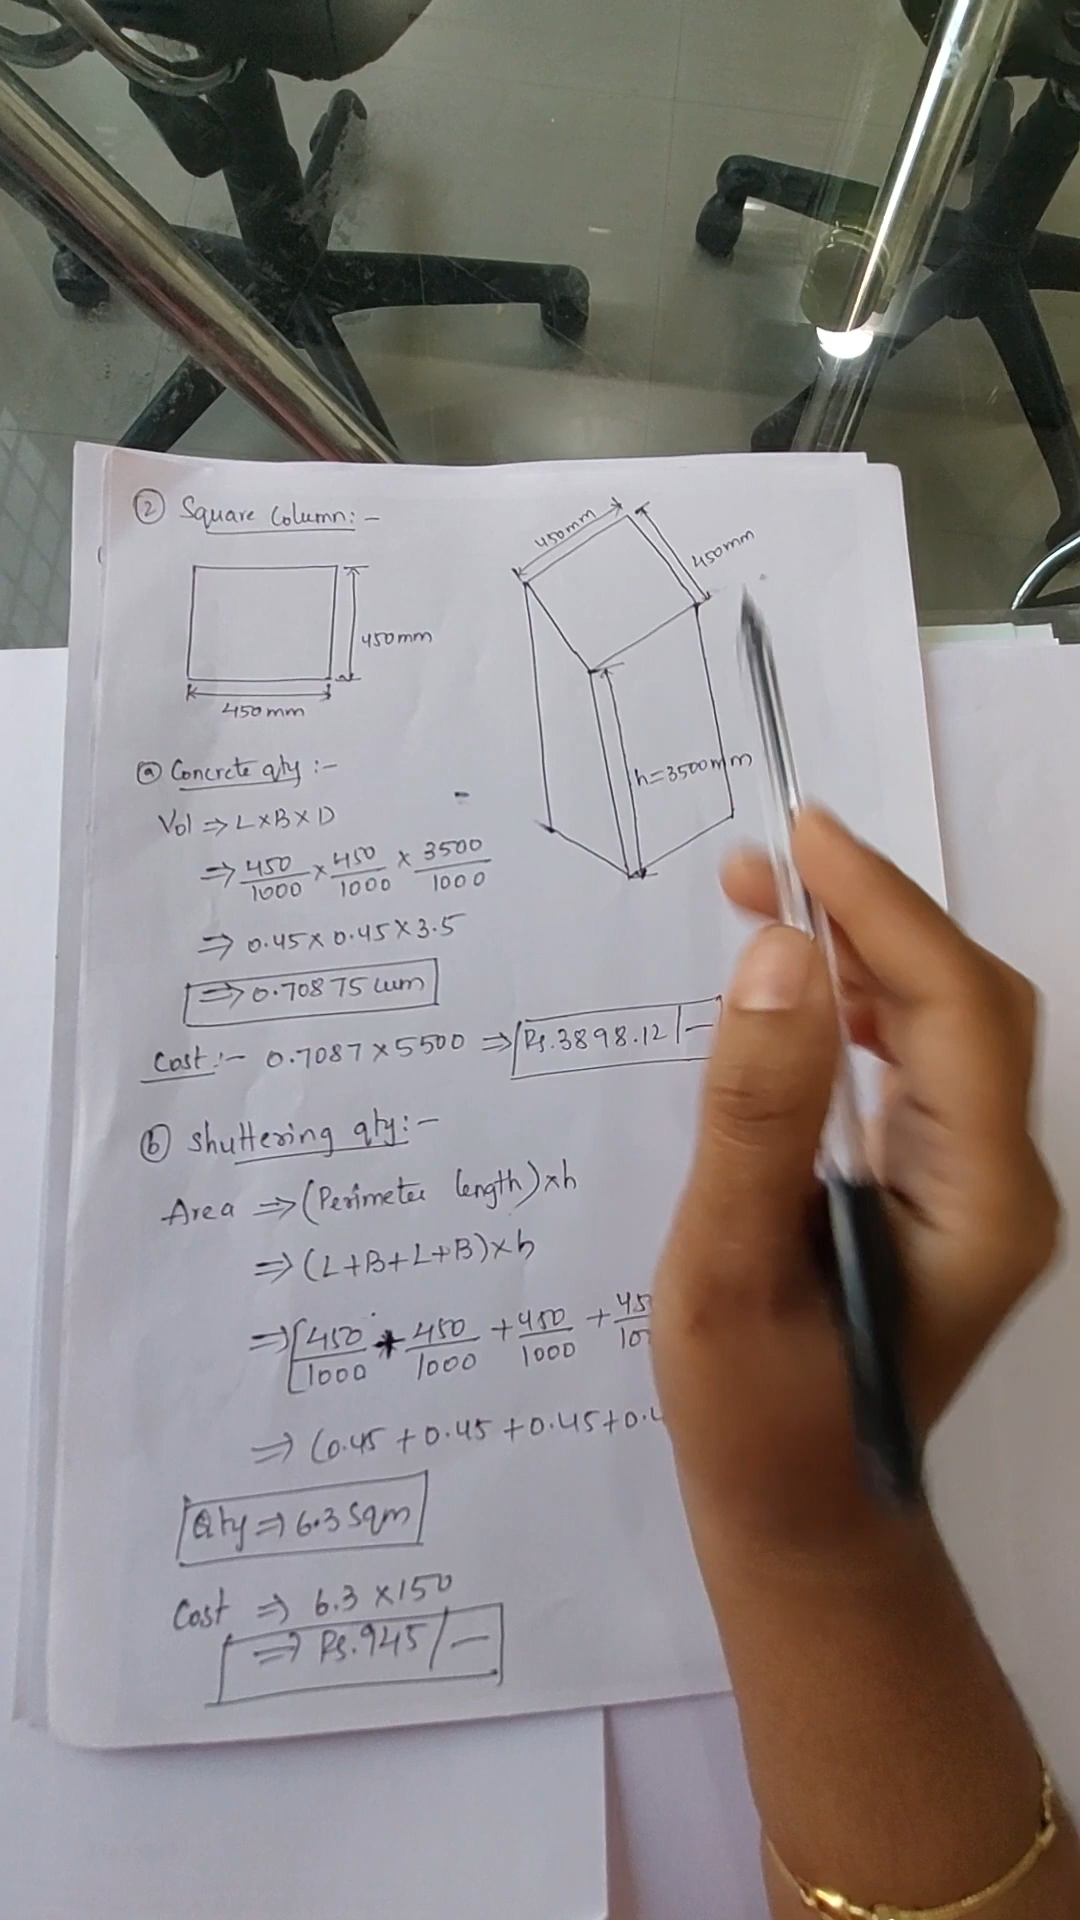 ② Square Column:-
450mm
450mm
450mm
450mm
h=3500mm
ⓐ Concrete qty :-
Vol ⇒ L×B×D
⇒ 450/1000 × 450/1000 × 3500/1000
⇒ 0.45 × 0.45 × 3.5
⇒ 0.70875 cum
Cost :- 0.7087×5500 ⇒ Rs.3898.12/-
ⓑ Shuttering qty:-
Area ⇒ (Perimeter length)×h
⇒ (L+B+L+B)×h
⇒ [450/1000 + 450/1000 + 450/1000 +
⇒ (0.45 + 0.45 + 0.45 +
Qty ⇒ 6.3 Sqm
Cost ⇒ 6.3 ×150
⇒ Rs.945/-